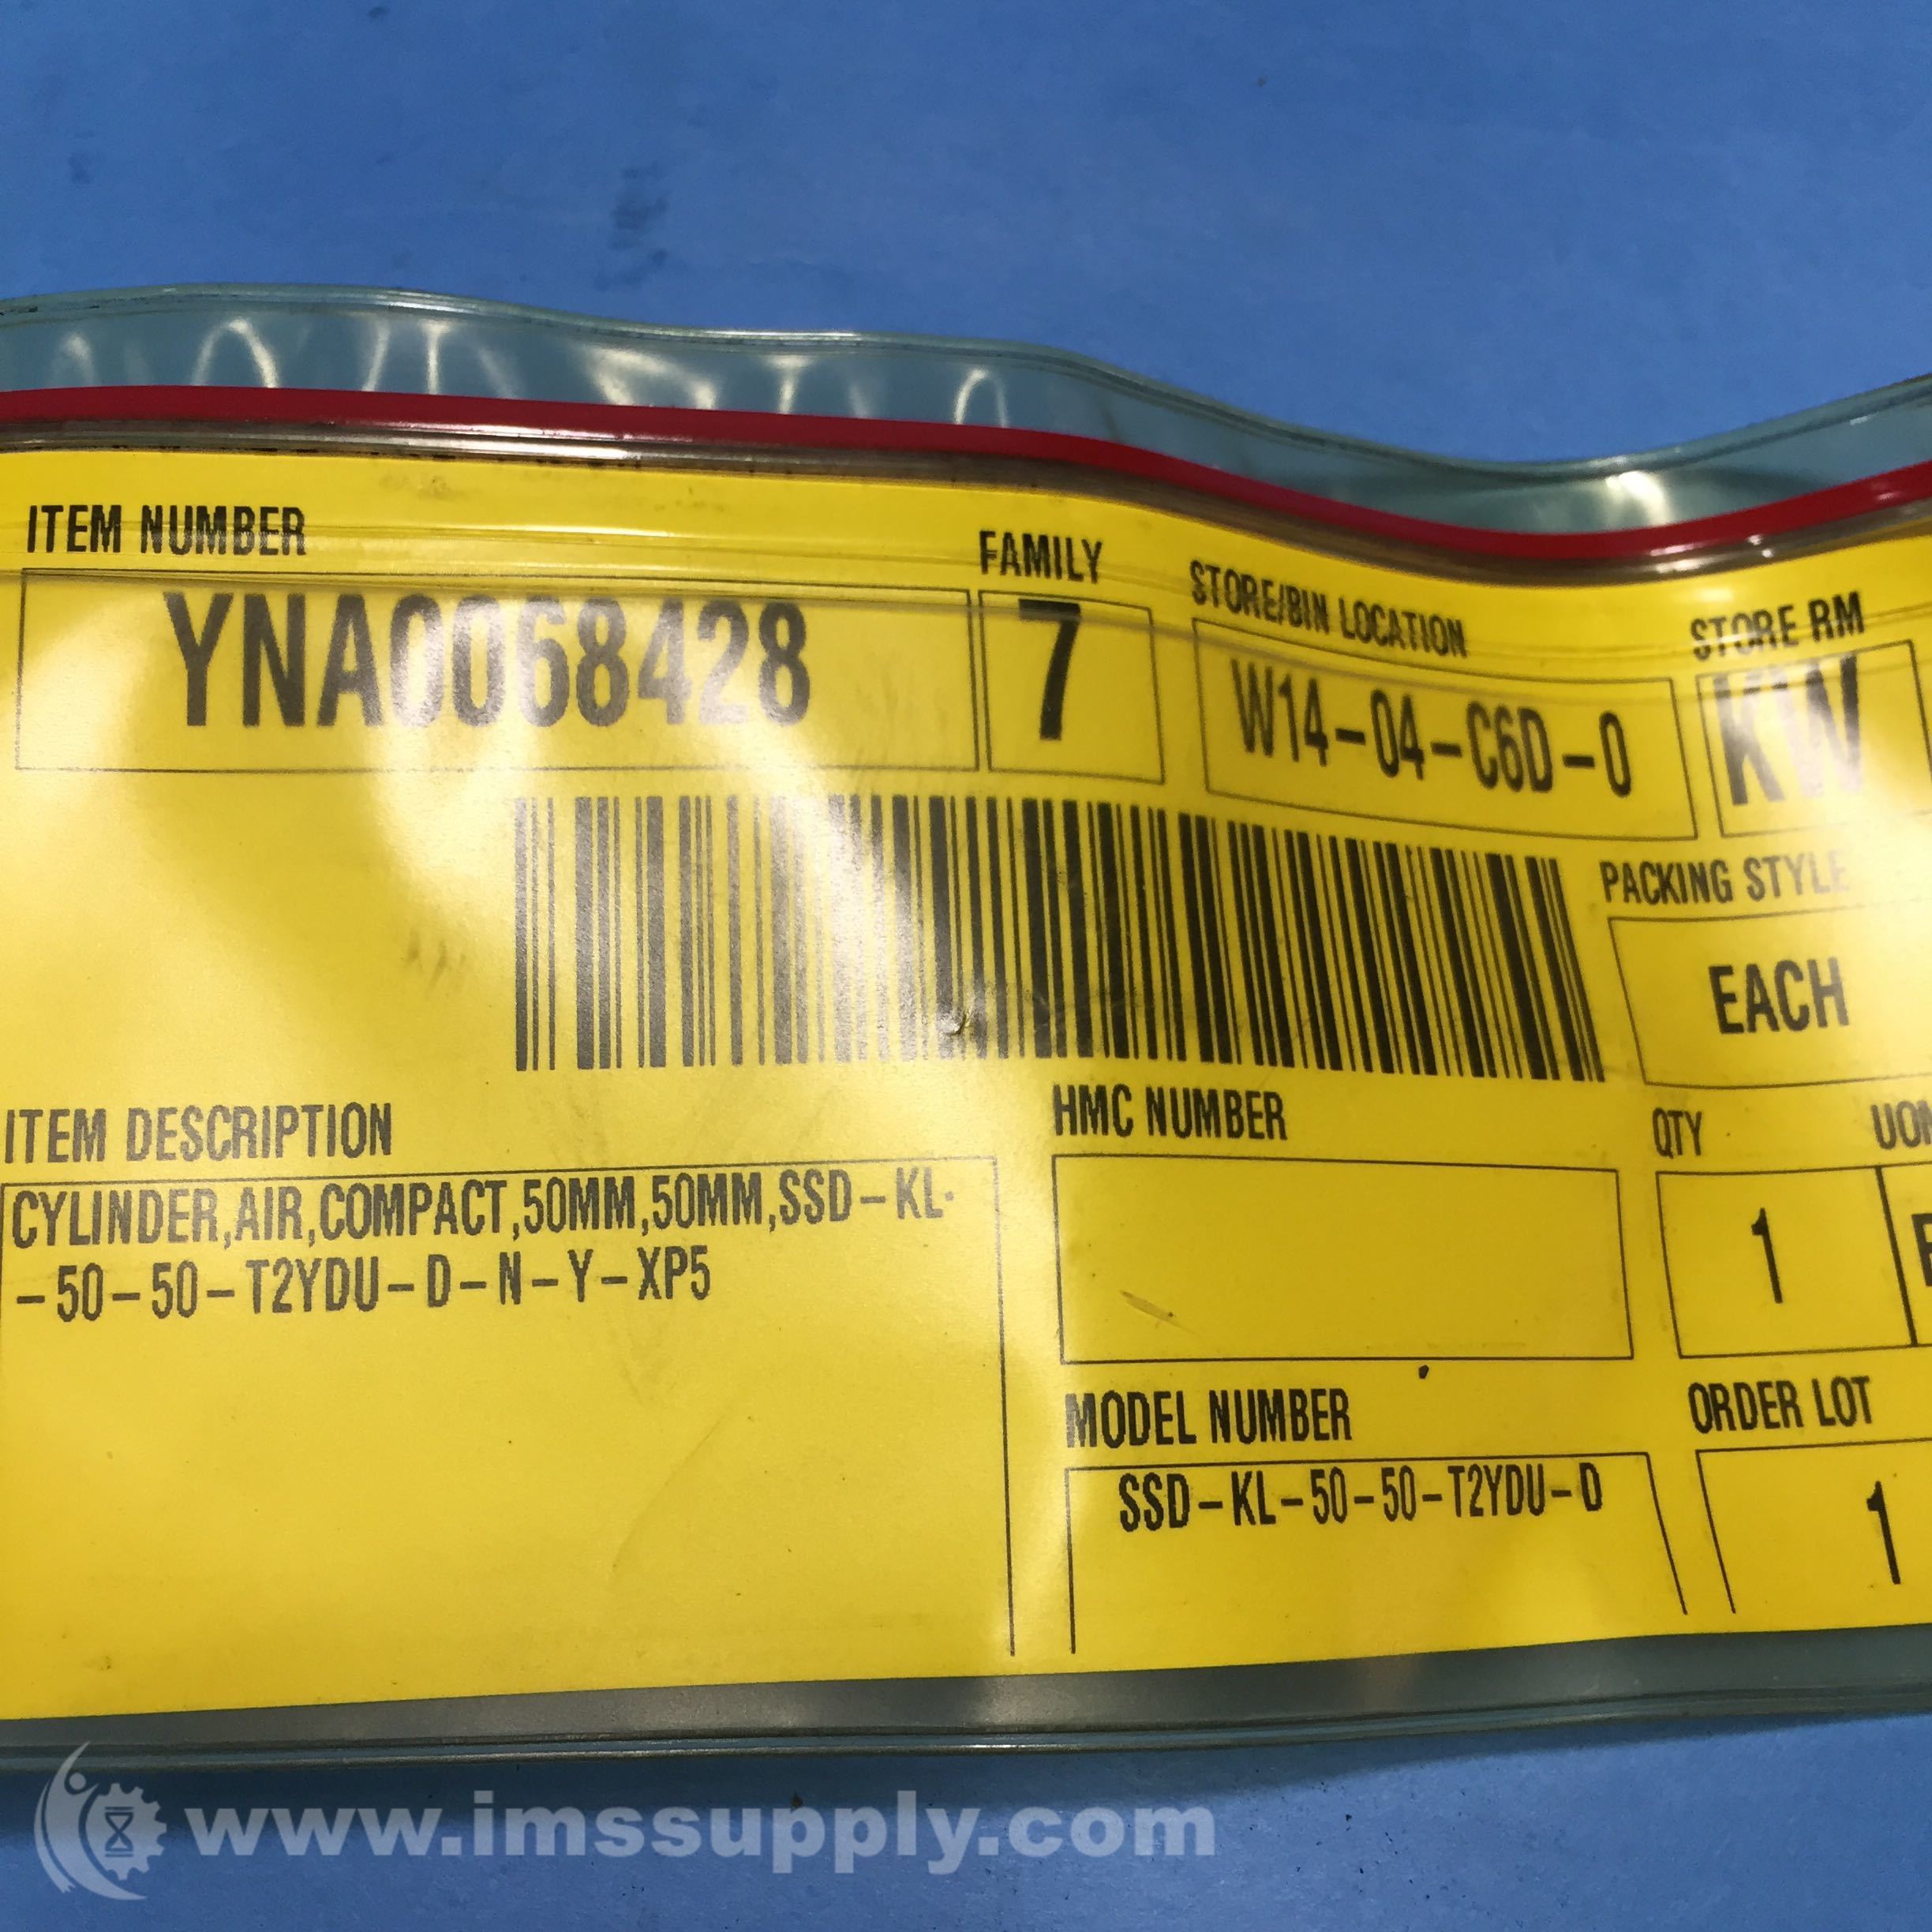 ITEM NUMBER
FAMILY
STORE/BIN LOCATION
STORE RM
YNA0068428
7
W14-04-C6D-0
KW
PACKING STYLE
EACH
ITEM DESCRIPTION
HMC NUMBER
QTY
CYLINDER,AIR,COMPACT,50MM,50MM,SSD-KL-
-50-50-T2YDU-D-N-Y-XP5
1
MODEL NUMBER
ORDER LOT
SSD-KL-50-50-T2YDU-D
1
www.imssupply.com